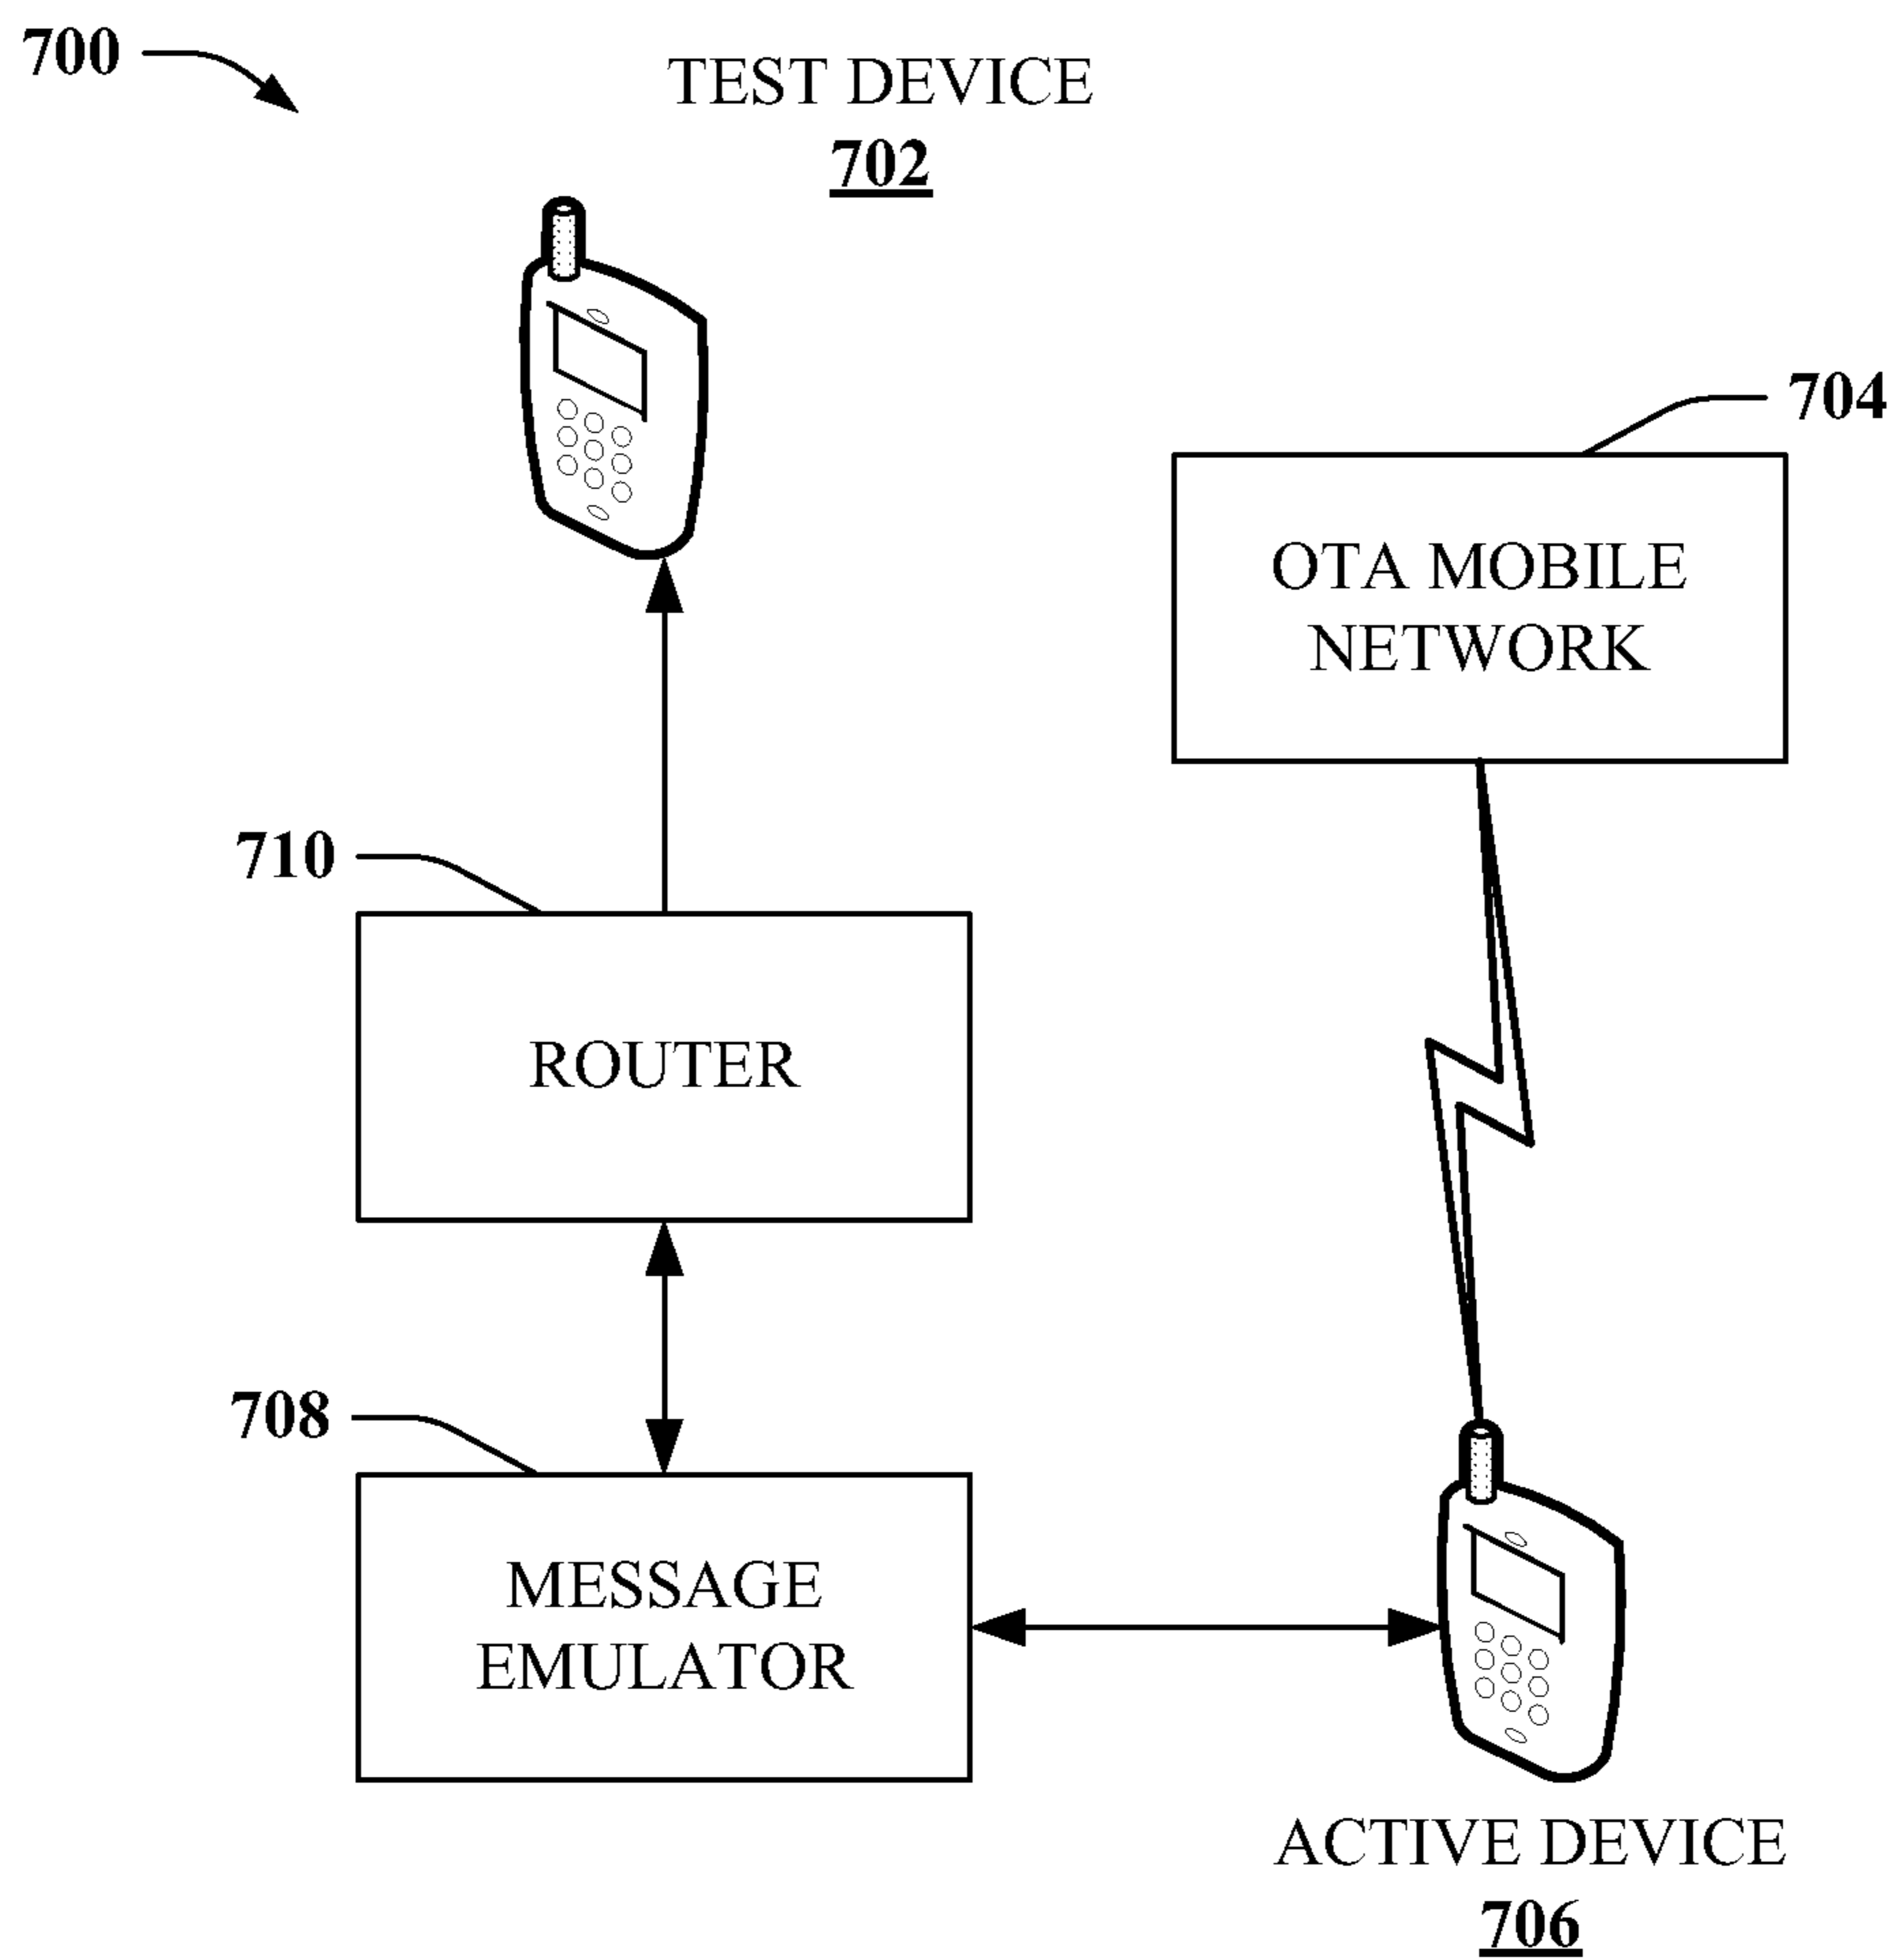 700
TEST DEVICE
702
704
OTA MOBILE
NETWORK
710
ROUTER
708
MESSAGE
EMULATOR
ACTIVE DEVICE
706